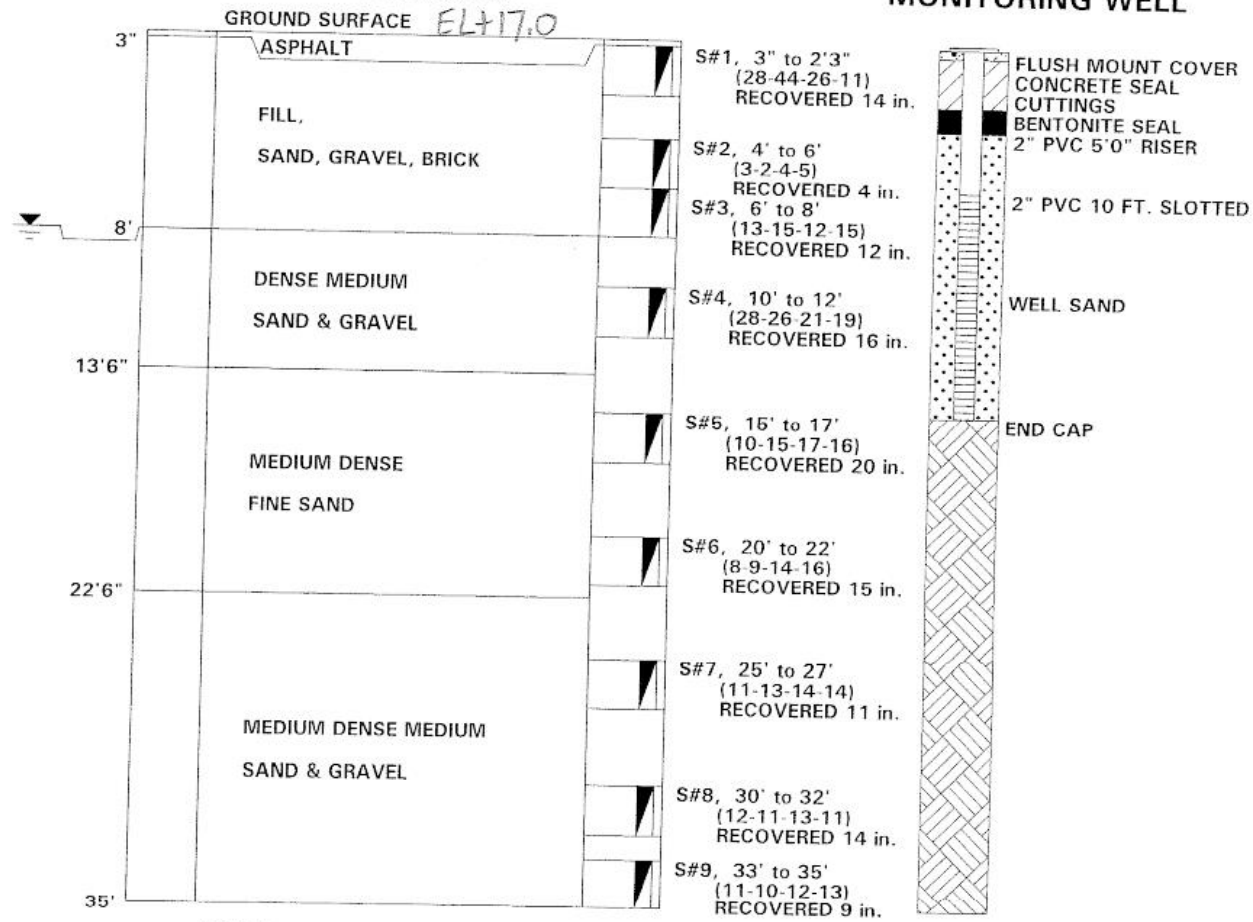 MONITORING WELL
GROUND SURFACE EL+17.0
3"
ASPHALT
FILL,
SAND, GRAVEL, BRICK
8'
DENSE MEDIUM
SAND & GRAVEL
13'6"
MEDIUM DENSE
FINE SAND
22'6"
MEDIUM DENSE MEDIUM
SAND & GRAVEL
35'
S#1, 3" to 2'3"
(28-44-26-11)
RECOVERED 14 in.
S#2, 4' to 6'
(3-2-4-5)
RECOVERED 4 in.
S#3, 6' to 8'
(13-15-12-15)
RECOVERED 12 in.
S#4, 10' to 12'
(28-26-21-19)
RECOVERED 16 in.
S#5, 15' to 17'
(10-15-17-16)
RECOVERED 20 in.
S#6, 20' to 22'
(8-9-14-16)
RECOVERED 15 in.
S#7, 25' to 27'
(11-13-14-14)
RECOVERED 11 in.
S#8, 30' to 32'
(12-11-13-11)
RECOVERED 14 in.
S#9, 33' to 35'
(11-10-12-13)
RECOVERED 9 in.
FLUSH MOUNT COVER
CONCRETE SEAL
CUTTINGS
BENTONITE SEAL
2" PVC 5'0" RISER
2" PVC 10 FT. SLOTTED
WELL SAND
END CAP